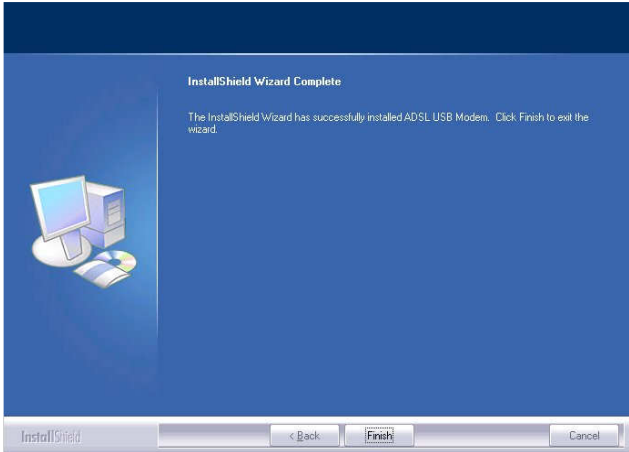 InstallShield Wizard Complete
The InstallShield Wizard has successfully installed ADSL USB Modem. Click Finish to exit the
wizard.
InstallShield
< Back
Finish
Cancel